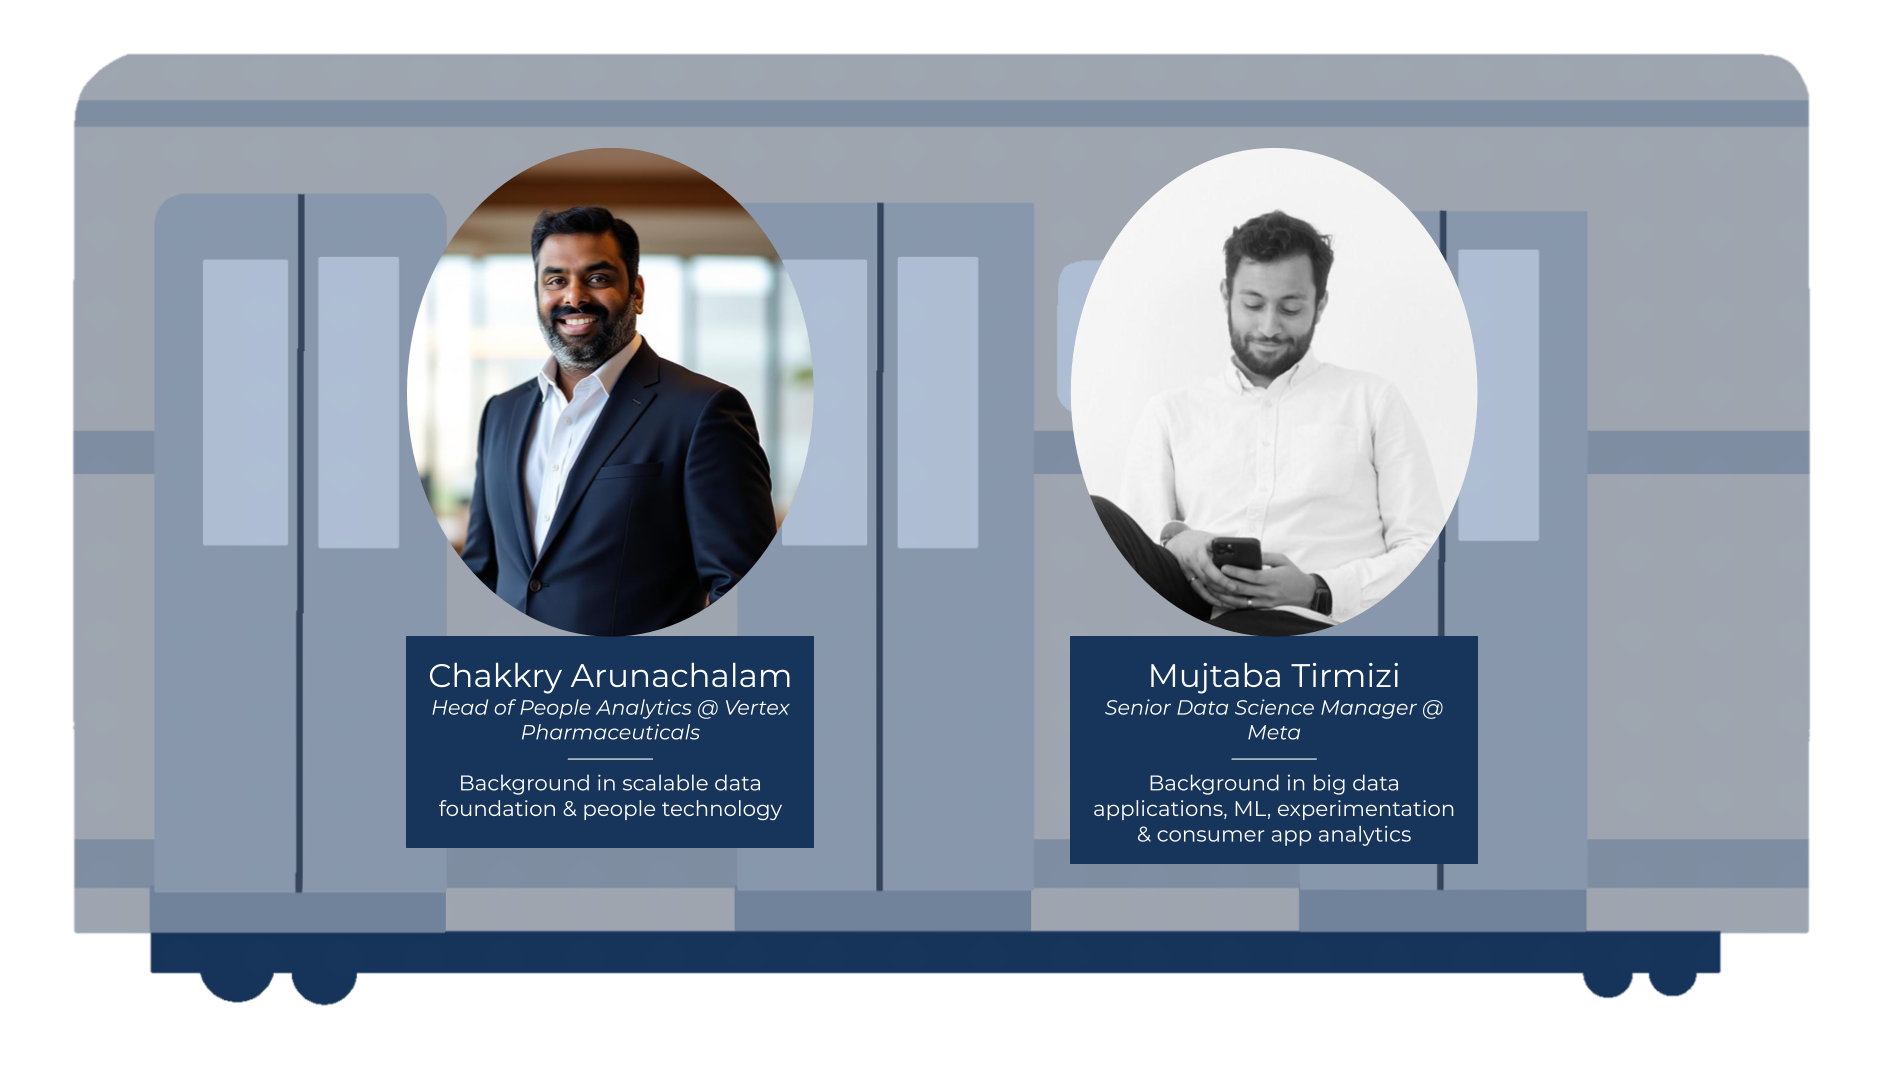 Chakkry Arunachalam
Head of People Analytics @ Vertex
Pharmaceuticals
Background in scalable data
foundation & people technology
Mujtaba Tirmizi
Senior Data Science Manager @
Meta
Background in big data
applications, ML, experimentation
& consumer app analytics